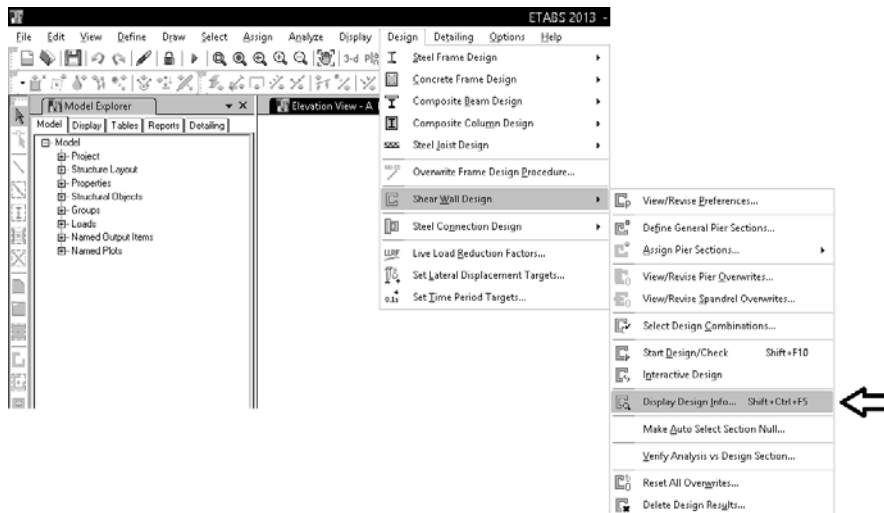 ETABS 2013 -
File Edit View Define Draw Select Assign Analyze Display Design Detailing Options Help
3-d
Model Explorer
Elevation View - A
Model Display Tables Reports Detailing
Model
Project
Structure Layout
Properties
Structural Objects
Groups
Loads
Named Output Items
Named Plots
Steel Frame Design
Concrete Frame Design
Composite Beam Design
Composite Column Design
Steel Joist Design
Overwrite Frame Design Procedure...
Shear Wall Design
Steel Connection Design
LLRF Live Load Reduction Factors...
Set Lateral Displacement Targets...
0.1s Set Time Period Targets...
View/Revise Preferences...
Define General Pier Sections...
Assign Pier Sections...
View/Revise Pier Overwrites...
View/Revise Spandrel Overwrites...
Select Design Combinations...
Start Design/Check Shift+F10
Interactive Design
Display Design Info... Shift+Ctrl+F5
Make Auto Select Section Null...
Verify Analysis vs Design Section...
Reset All Overwrites...
Delete Design Results...